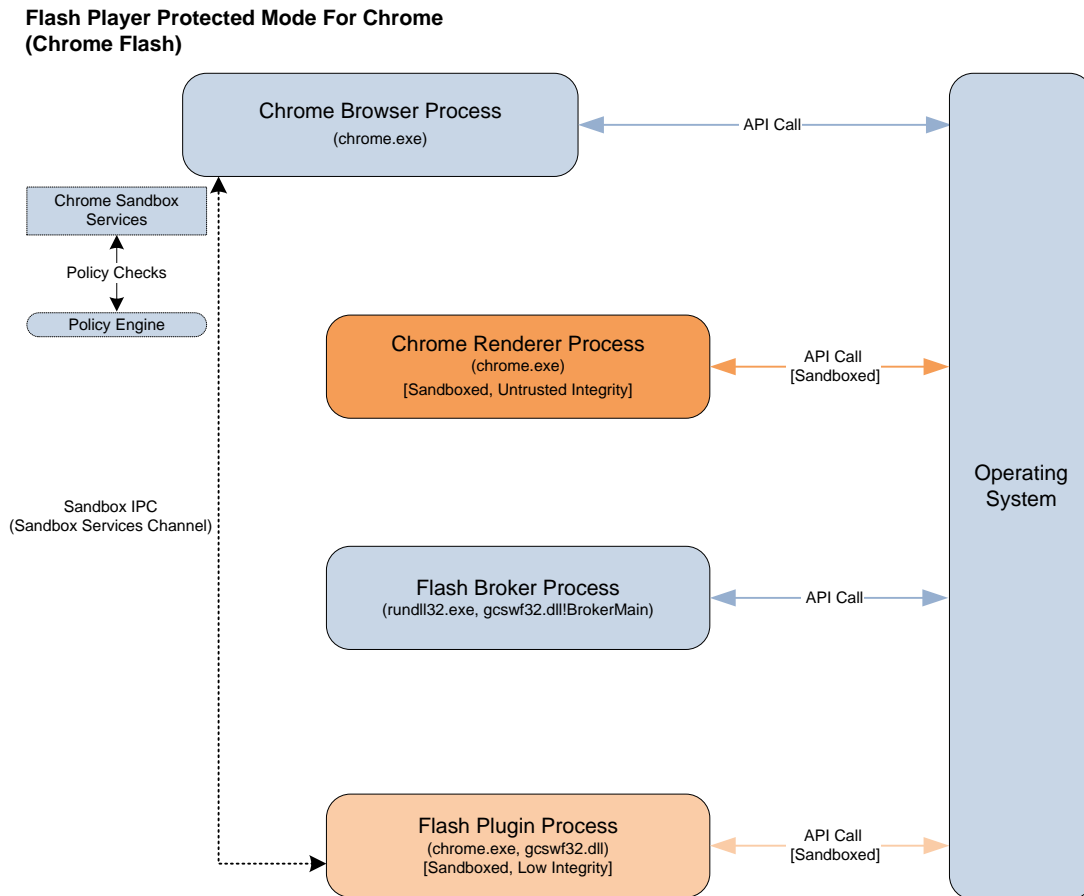 Flash Player Protected Mode For Chrome
(Chrome Flash)
Chrome Browser Process
(chrome.exe)
API Call
Chrome Sandbox
Services
Policy Checks
Policy Engine
Chrome Renderer Process
(chrome.exe)
[Sandboxed, Untrusted Integrity]
API Call
[Sandboxed]
Operating
System
Sandbox IPC
(Sandbox Services Channel)
Flash Broker Process
(rundll32.exe, gcswf32.dll!BrokerMain)
API Call
Flash Plugin Process
(chrome.exe, gcswf32.dll)
[Sandboxed, Low Integrity]
API Call
[Sandboxed]